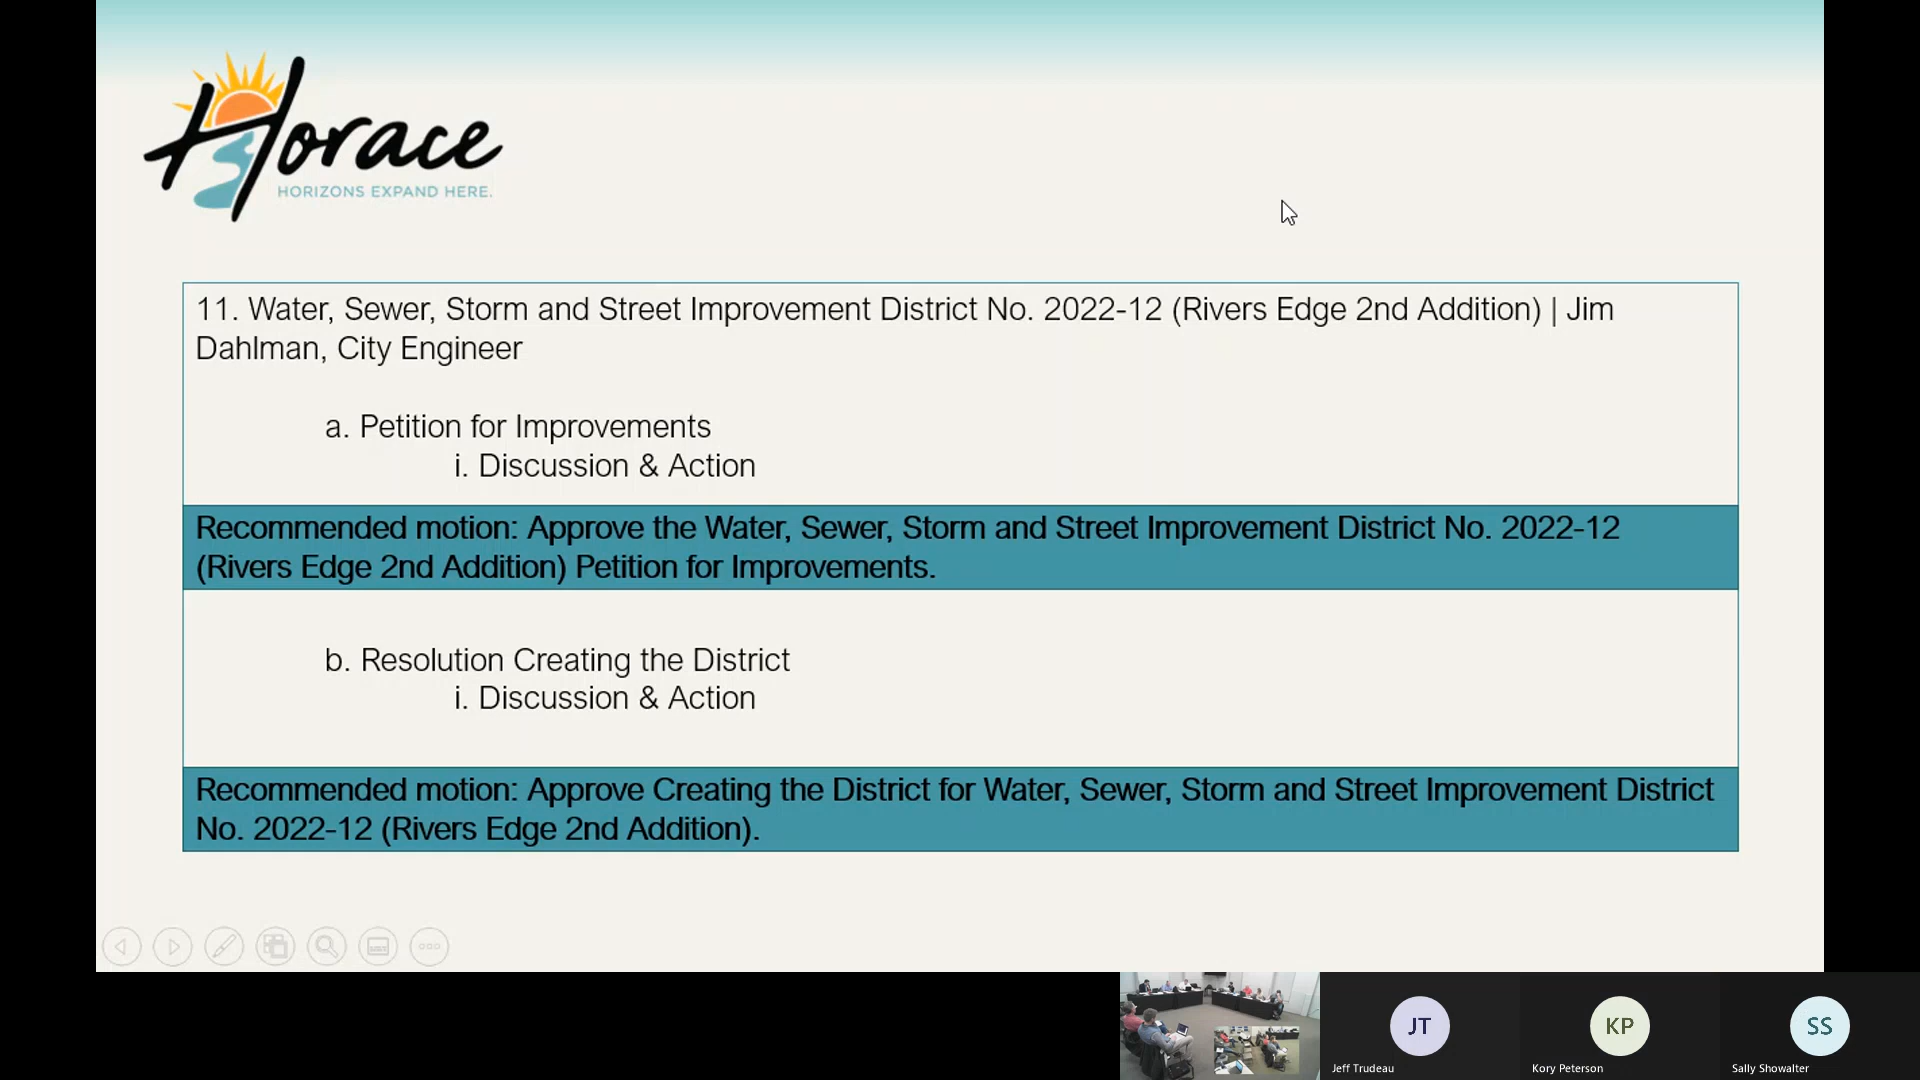 Horace
HORIZONS EXPAND HERE.
11. Water, Sewer, Storm and Street Improvement District No. 2022-12 (Rivers Edge 2nd Addition) | Jim
Dahlman, City Engineer
a. Petition for Improvements
i. Discussion & Action
Recommended motion: Approve the Water, Sewer, Storm and Street Improvement District No. 2022-12
(Rivers Edge 2nd Addition) Petition for Improvements.
b. Resolution Creating the District
i. Discussion & Action
Recommended motion: Approve Creating the District for Water, Sewer, Storm and Street Improvement District
No. 2022-12 (Rivers Edge 2nd Addition).
JT
KP
SS
Jeff Trudeau
Kory Peterson
Sally Showalter